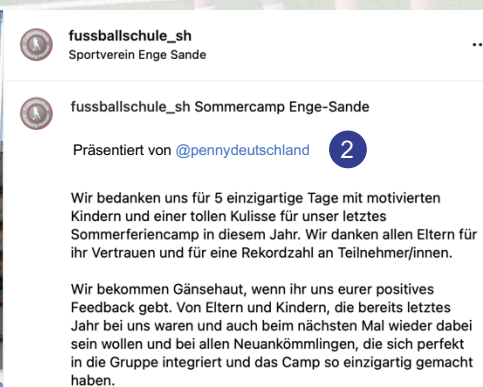 fussballschule_sh
Sportverein Enge Sande
fussballschule_sh Sommercamp Enge-Sande
Präsentiert von @pennydeutschland
2
Wir bedanken uns für 5 einzigartige Tage mit motivierten
Kindern und einer tollen Kulisse für unser letztes
Sommerferiencamp in diesem Jahr. Wir danken allen Eltern für
ihr Vertrauen und für eine Rekordzahl an Teilnehmer/innen.
Wir bekommen Gänsehaut, wenn ihr uns eurer positives
Feedback gebt. Von Eltern und Kindern, die bereits letztes
Jahr bei uns waren und auch beim nächsten Mal wieder dabei
sein wollen und bei allen Neuankömmlingen, die sich perfekt
in die Gruppe integriert und das Camp so einzigartig gemacht
haben.